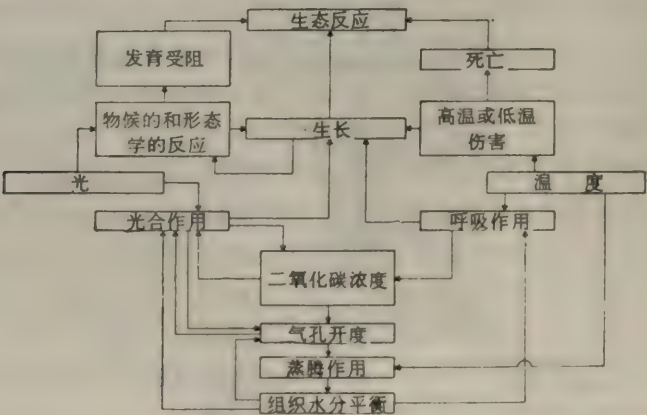 生态反应
发育受阻
死亡
物候的和形态
学的反应
生长
高温或低温
伤害
光
温 度
光合作用
呼吸作用
二氧化碳浓度
气孔开度
蒸腾作用
组织水分平衡